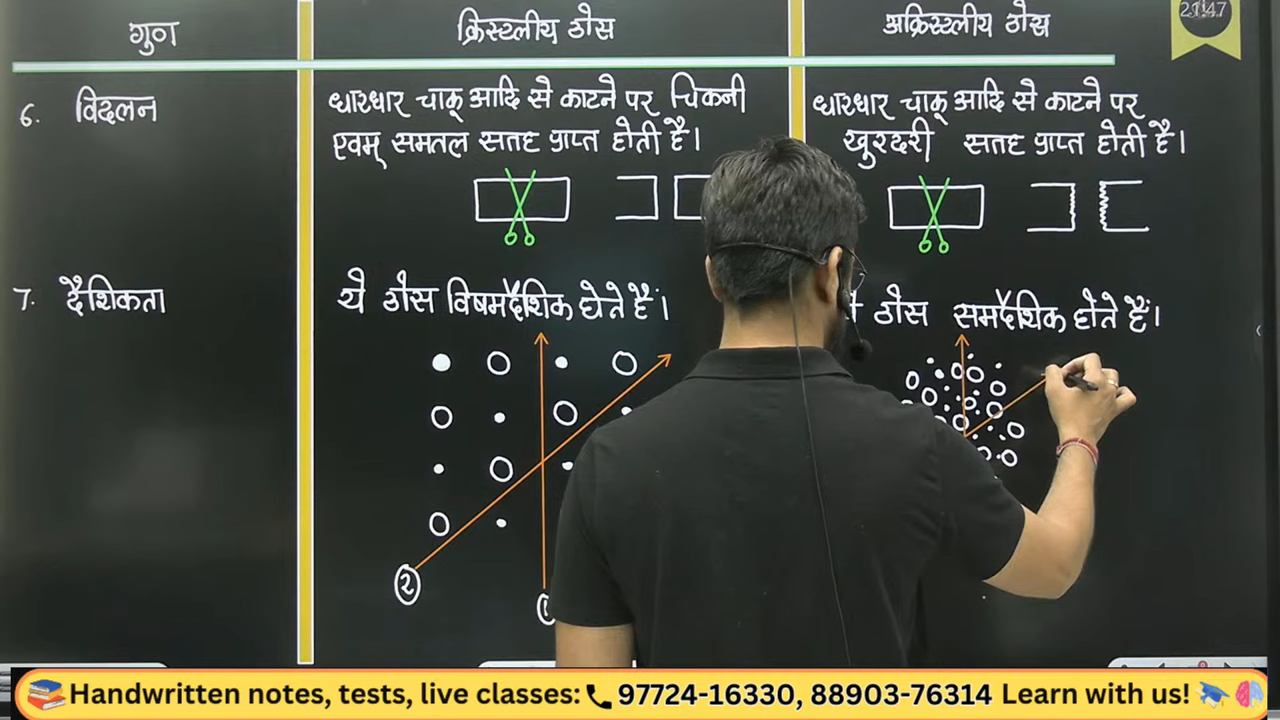 गुण
क्रिस्टलीय ठोस
अक्रिस्टलीय ठोस
6. विदलन
धारधार चाकू आदि से काटने पर चिकनी
एवम् समतल सतह प्राप्त होती है।
धारधार चाकू आदि से काटने पर
खुरदरी सतह प्राप्त होती है।
7. दैशिकता
ये ठोस विषमदैशिक होते हैं।
ठोस समदैशिक होते हैं।
2
1
Handwritten notes, tests, live classes: 97724-16330, 88903-76314 Learn with us!